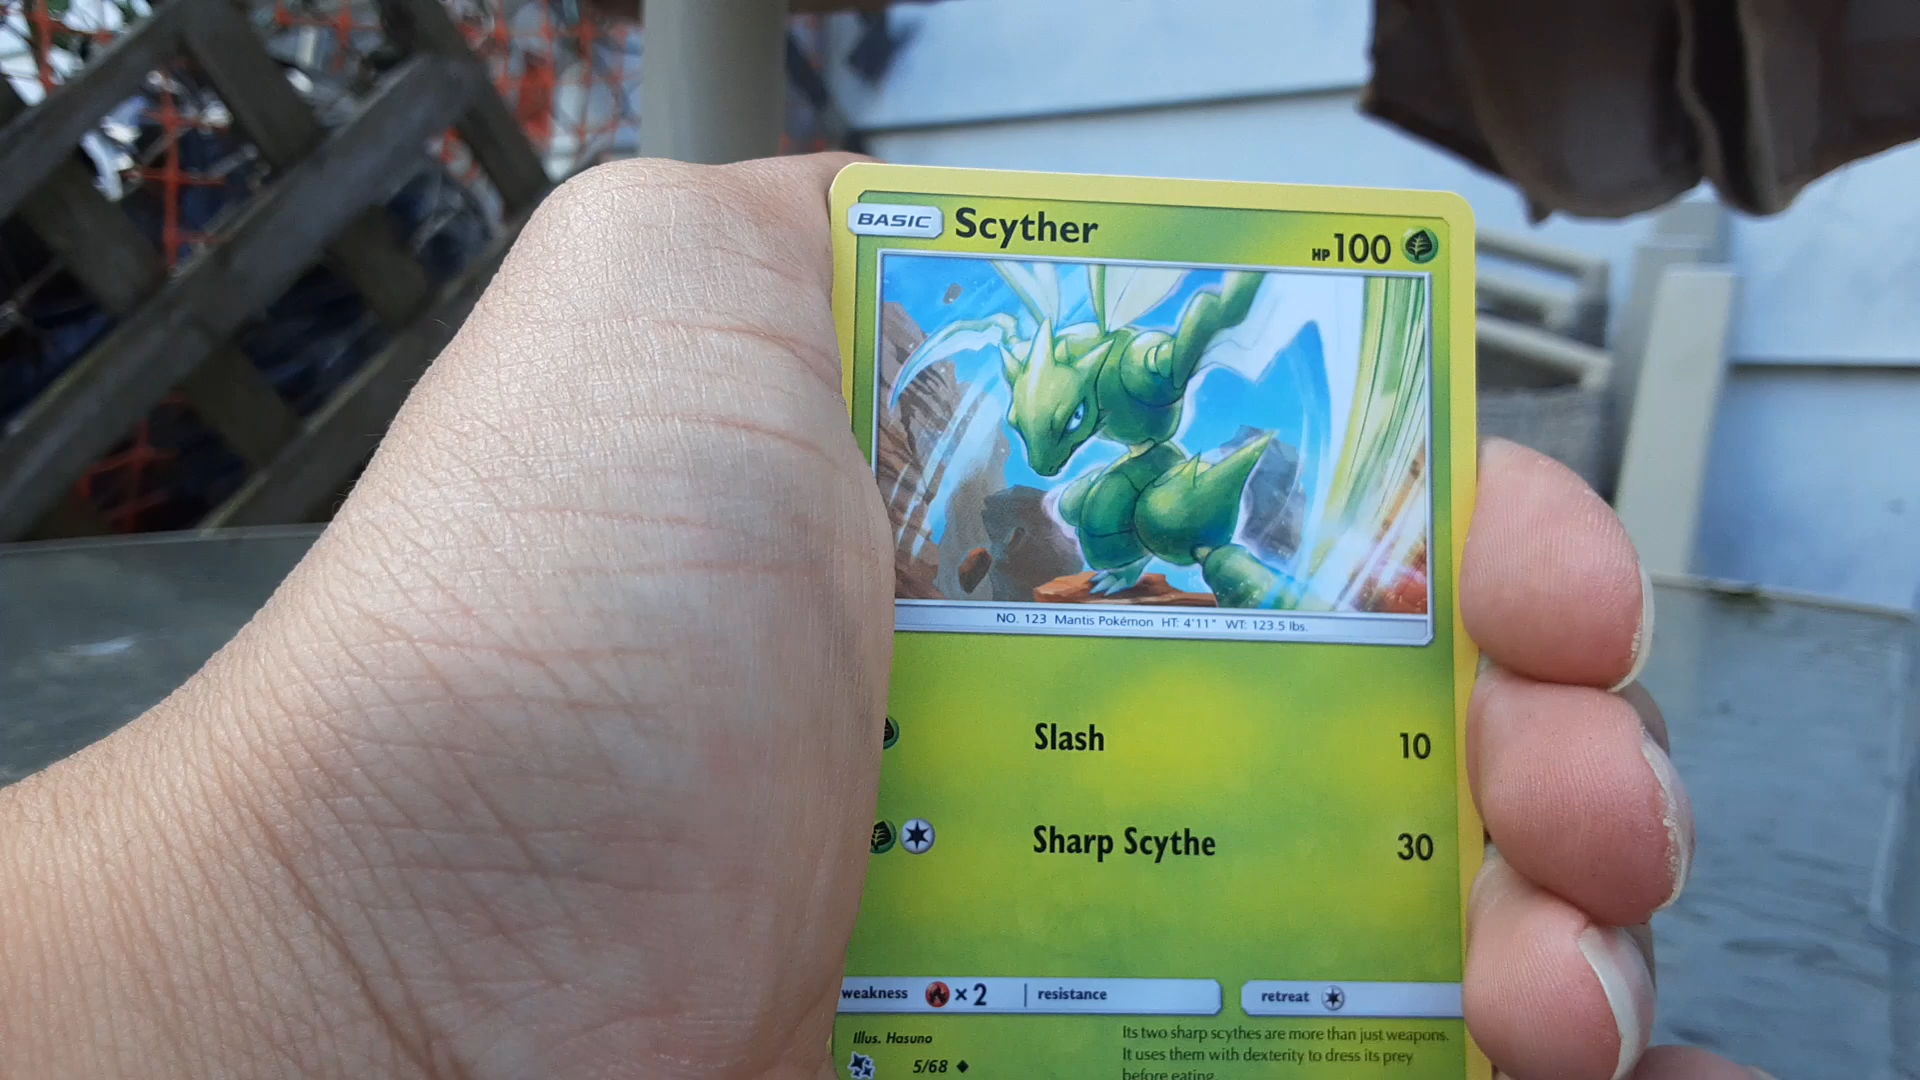 BASIC Scyther HP 100
NO. 123 Mantis Pokémon HT: 4'11" WT: 123.5 lbs.
Slash 10
Sharp Scythe 30
weakness ×2 resistance retreat
Illus. Hasuno
5/68
Its two sharp scythes are more than just weapons.
It uses them with dexterity to dress its prey
before eating.